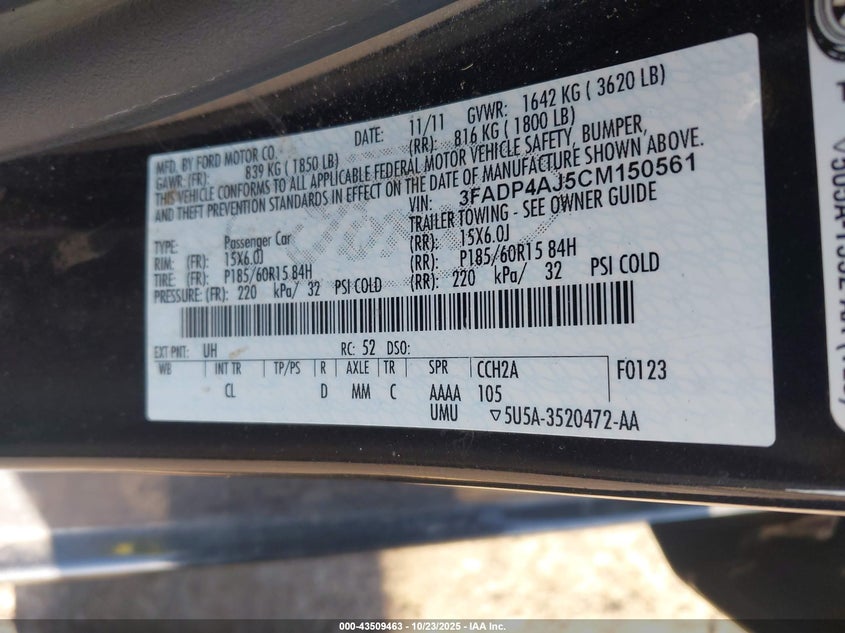 MFD. BY FORD MOTOR CO.
DATE: 11/11 GVWR: 1642 KG ( 3620 LB)
GAWR: (FR): 839 KG ( 1850 LB) (RR): 816 KG ( 1800 LB)
THIS VEHICLE CONFORMS TO ALL APPLICABLE FEDERAL MOTOR VEHICLE SAFETY, BUMPER,
AND THEFT PREVENTION STANDARDS IN EFFECT ON THE DATE OF MANUFACTURE SHOWN ABOVE.
VIN: 3FADP4AJ5CM150561
TRAILER TOWING - SEE OWNER GUIDE
TYPE: Passenger Car
RIM: (FR): 15X6.0J (RR): 15X6.0J
TIRE: (FR): P185/60R15 84H (RR): P185/60R15 84H
PRESSURE: (FR): 220 kPa/ 32 PSI COLD (RR): 220 kPa/ 32 PSI COLD
EXT PNT: UH RC: 52 DSO:
WB INT TR TP/PS R AXLE TR SPR CCH2A F0123
CL D MM C AAAA 105
UMU ▽5U5A-3520472-AA
000-43509463 - 10/23/2025 - IAA Inc.